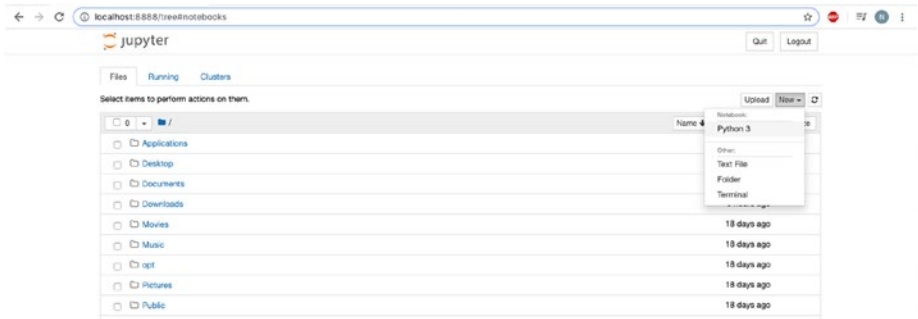 localhost:8888/tree#notebooks
N
jupyter
Quit Logout
Files Running Clusters
Select items to perform actions on them.
Upload New
0 /
Name
Notebook:
Python 3
Other:
Text File
Folder
Terminal
Applications
Desktop
Documents
Downloads
Movies 18 days ago
Music 18 days ago
opt 18 days ago
Pictures 18 days ago
Public 18 days ago